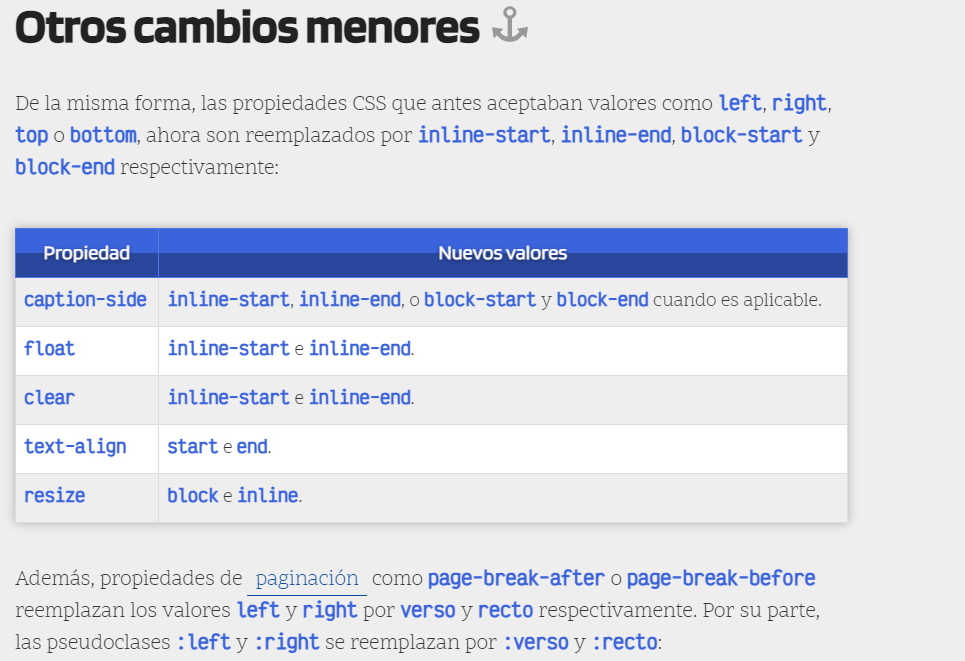 Otros cambios menores
De la misma forma, las propiedades CSS que antes aceptaban valores como left, right,
top o bottom, ahora son reemplazados por inline-start, inline-end, block-start y
block-end respectivamente:
Propiedad Nuevos valores
caption-side inline-start, inline-end, o block-start y block-end cuando es aplicable.
float inline-start e inline-end.
clear inline-start e inline-end.
text-align start e end.
resize block e inline.
Además, propiedades de paginación como page-break-after o page-break-before
reemplazan los valores left y right por verso y recto respectivamente. Por su parte,
las pseudoclases :left y :right se reemplazan por :verso y :recto: